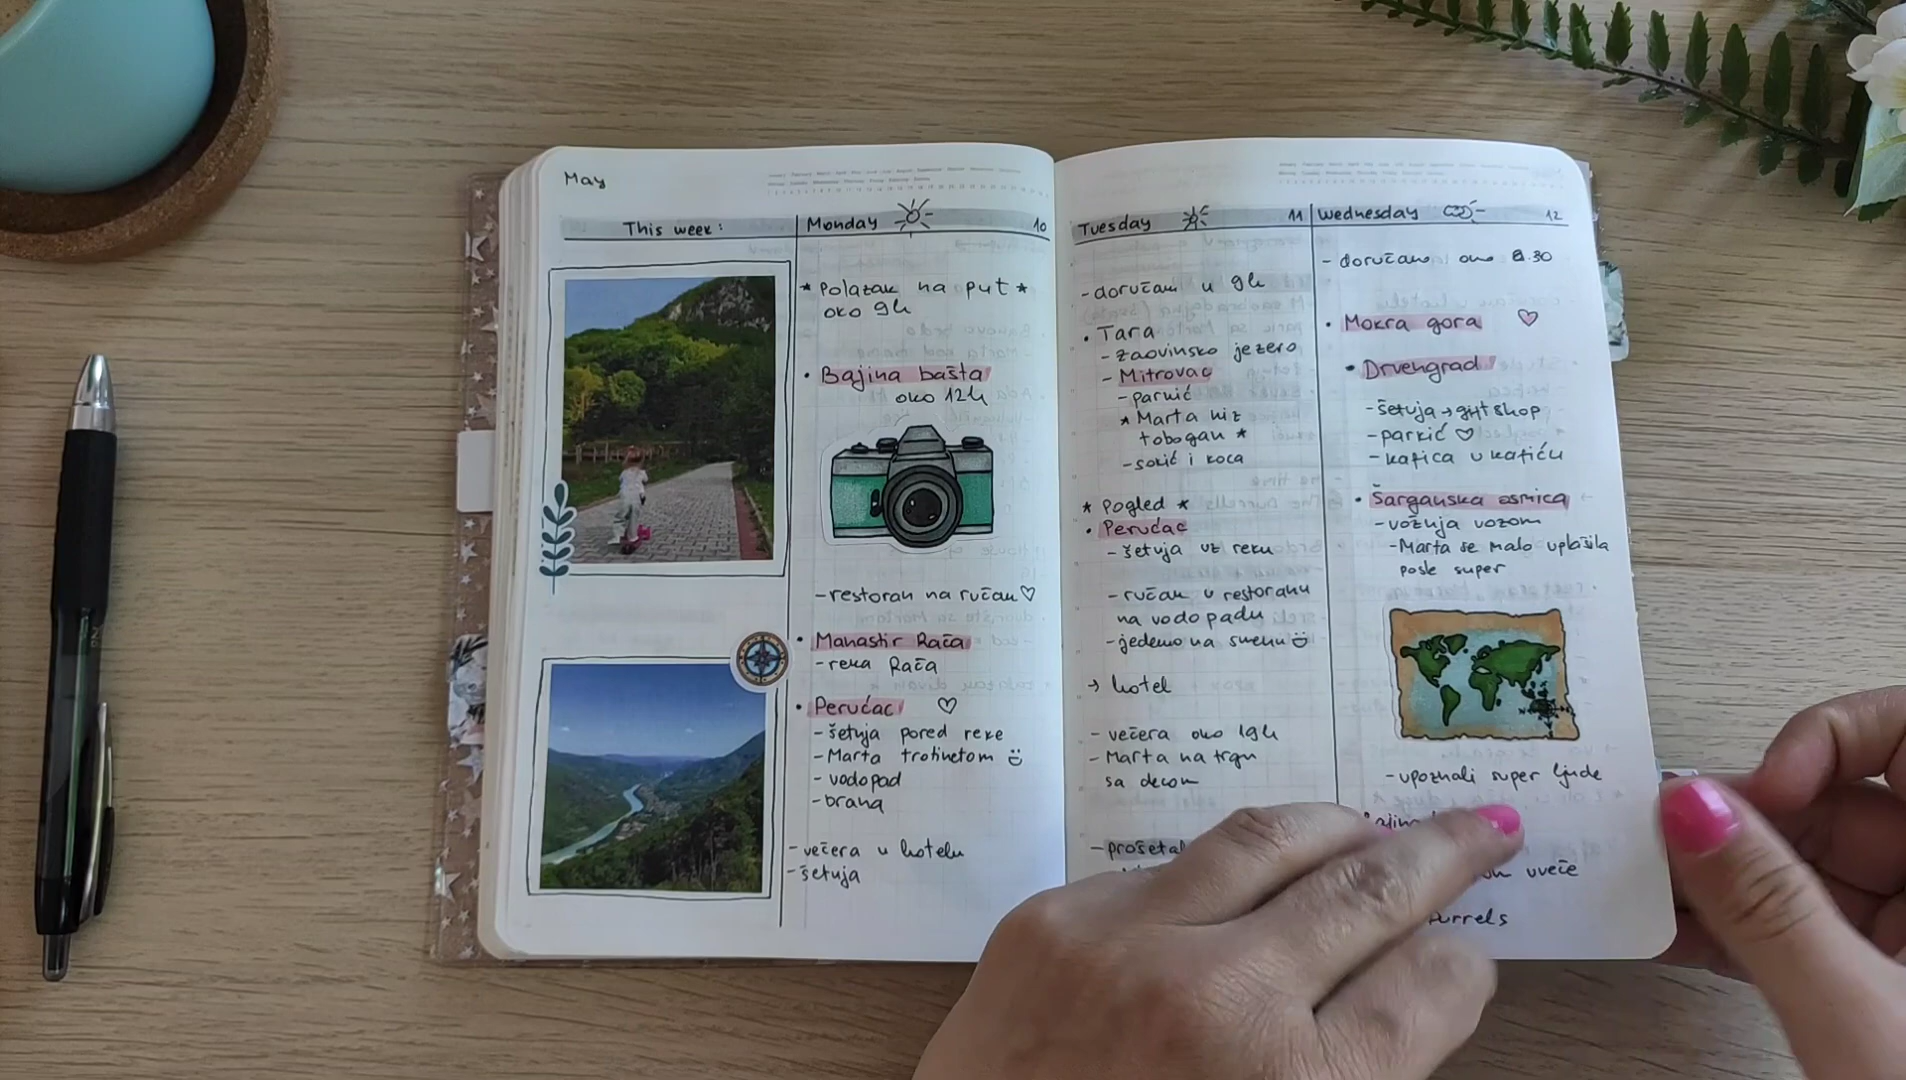 May
This week:
Monday
10
* Polazak na put *
oko 9h
• Bajina bašta
oko 12h
- restoran na ručak ♡
• Manastir Rača
- reka Rača
• Perućac ♡
- šetnja pored reke
- Marta trotinetom
- vodopad
- brana
- večera u hotelu
- šetnja
Tuesday
11
- doručak u 9h
• Tara
- zaovinsko jezero
- Mitrovac
- parkić
* Marta niz
tobogan *
- sokić i koca
* Pogled *
• Perućac
- šetnja uz reku
- ručak u restoranu
na vodopadu
- jedemo na smenu
→ hotel
- večera oko 19h
- Marta na trgu
sa decom
Wednesday
12
- doručak oko 8.30
• Mokra gora ♡
• Drvengrad
- šetnja → gift shop
- parkić ♡
- kafica u kafiću
• Šarganska osmica
- vožnja vozom
- Marta se malo uplašila
posle super
- upoznali super ljude
uveče